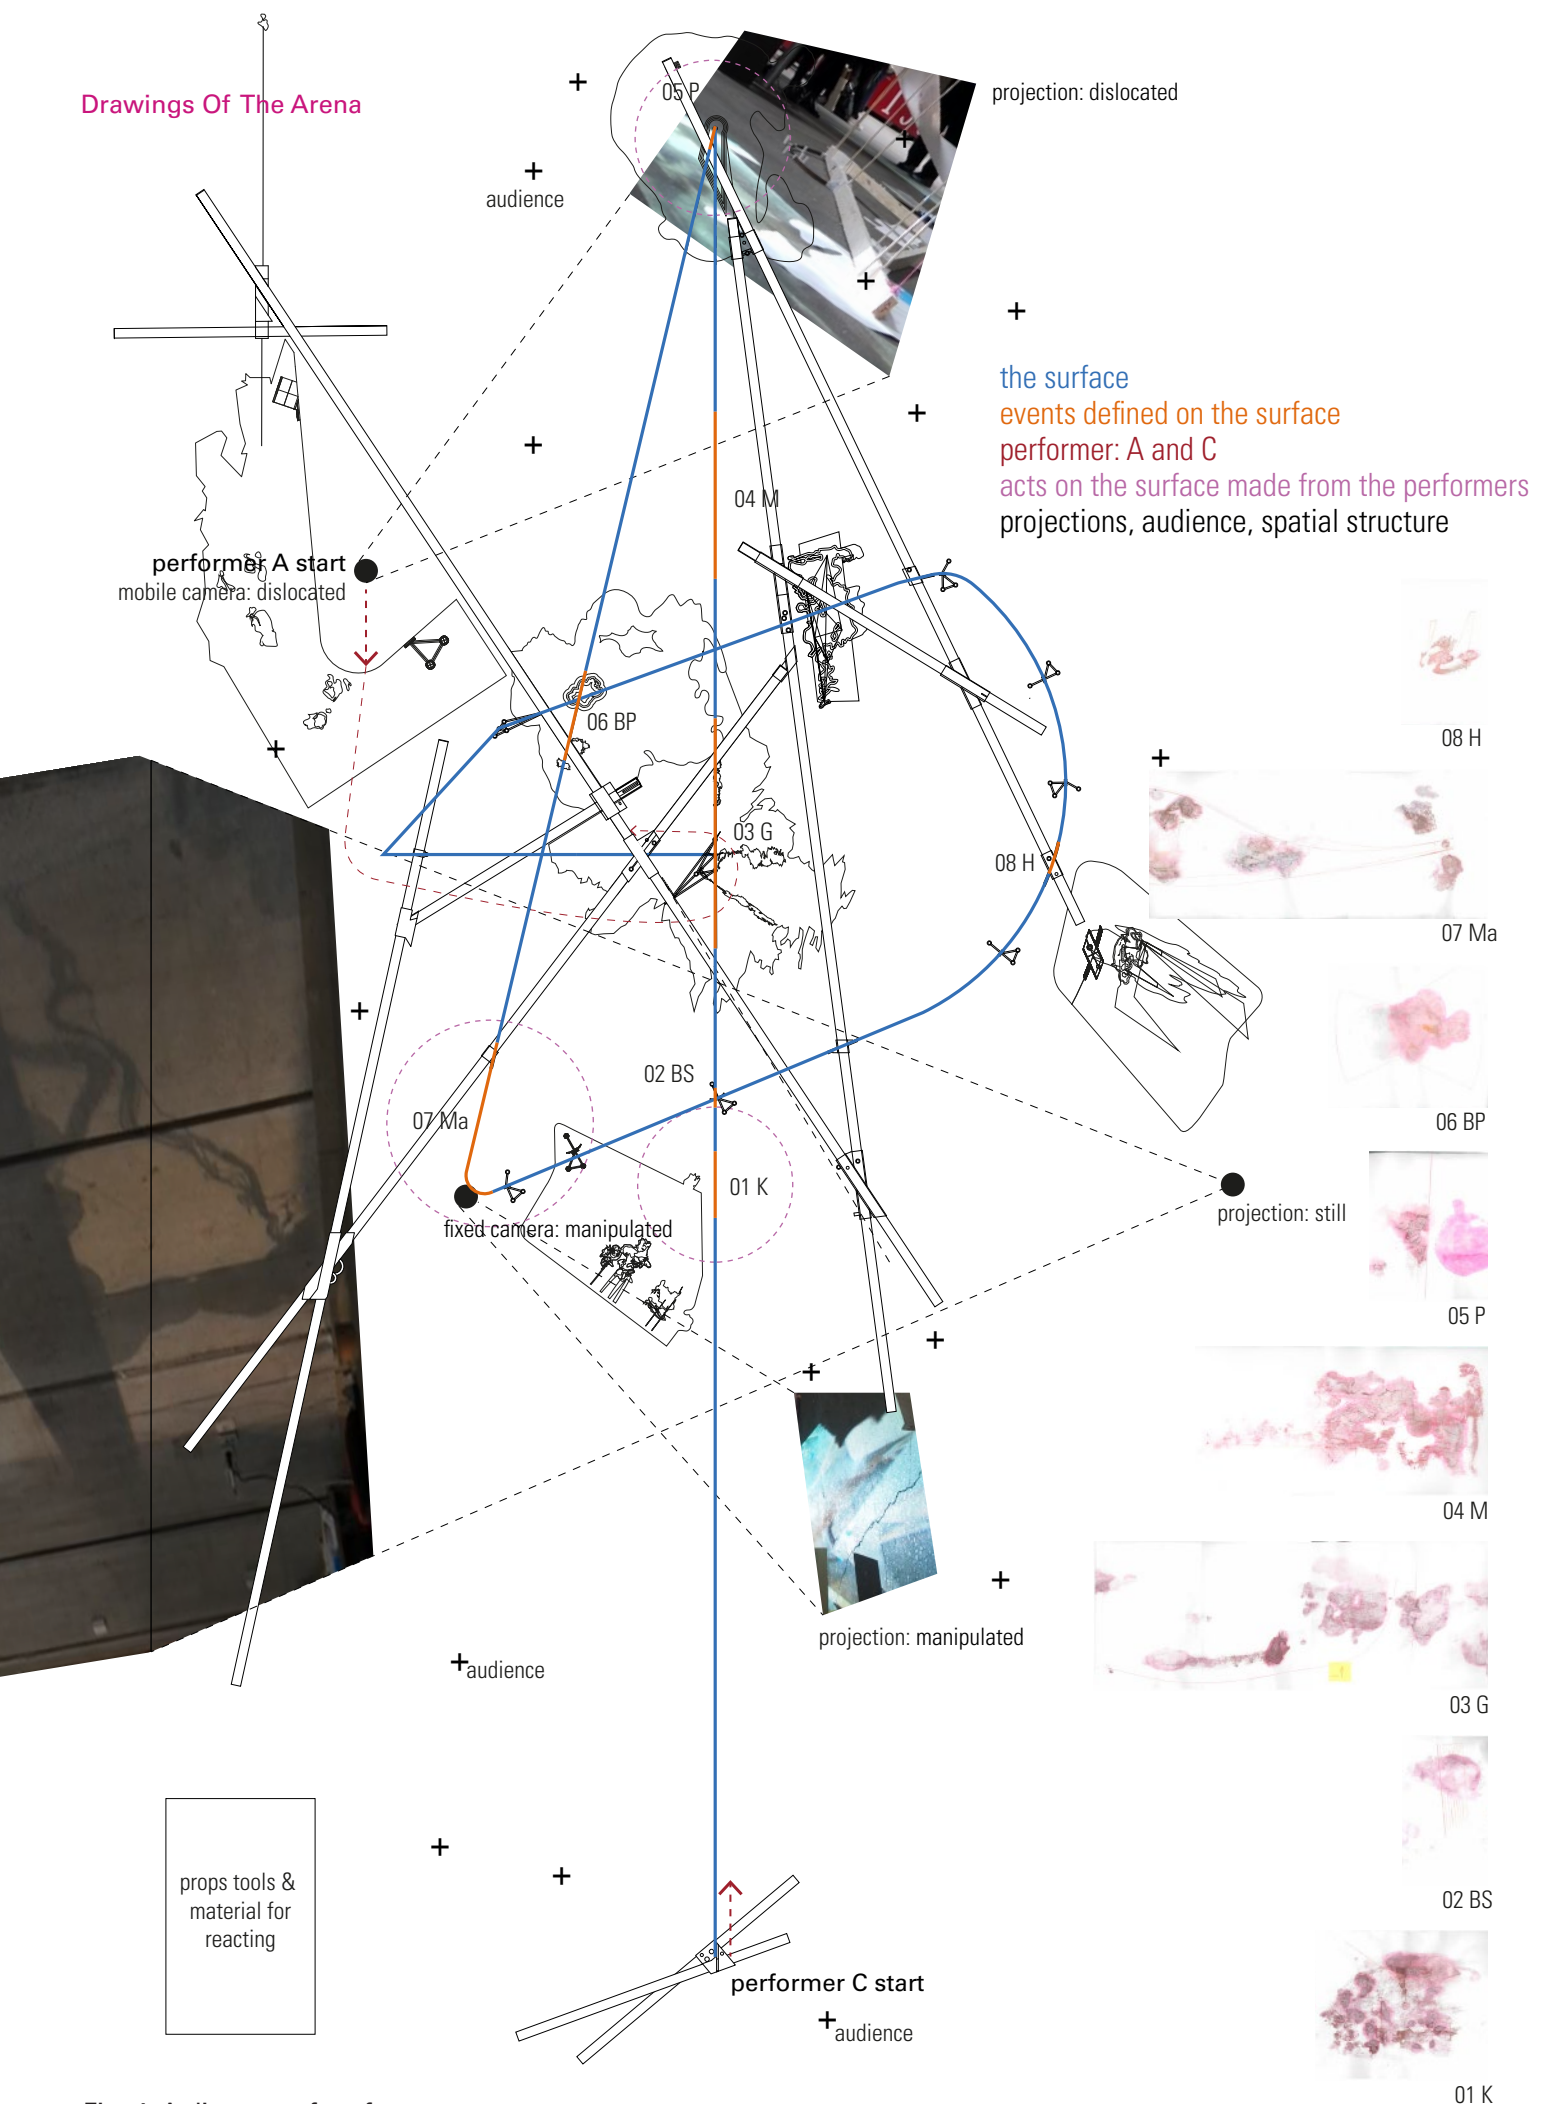 Drawings Of The Arena
05 P
projection: dislocated
audience
the surface
events defined on the surface
performer: A and C
acts on the surface made from the performers
projections, audience, spatial structure
04 M
performer A start
mobile camera: dislocated
06 BP
08 H
03 G
08 H
07 Ma
02 BS
07 Ma
06 BP
01 K
projection: still
fixed camera: manipulated
05 P
04 M
projection: manipulated
audience
03 G
props tools &
material for
reacting
02 BS
performer C start
audience
01 K